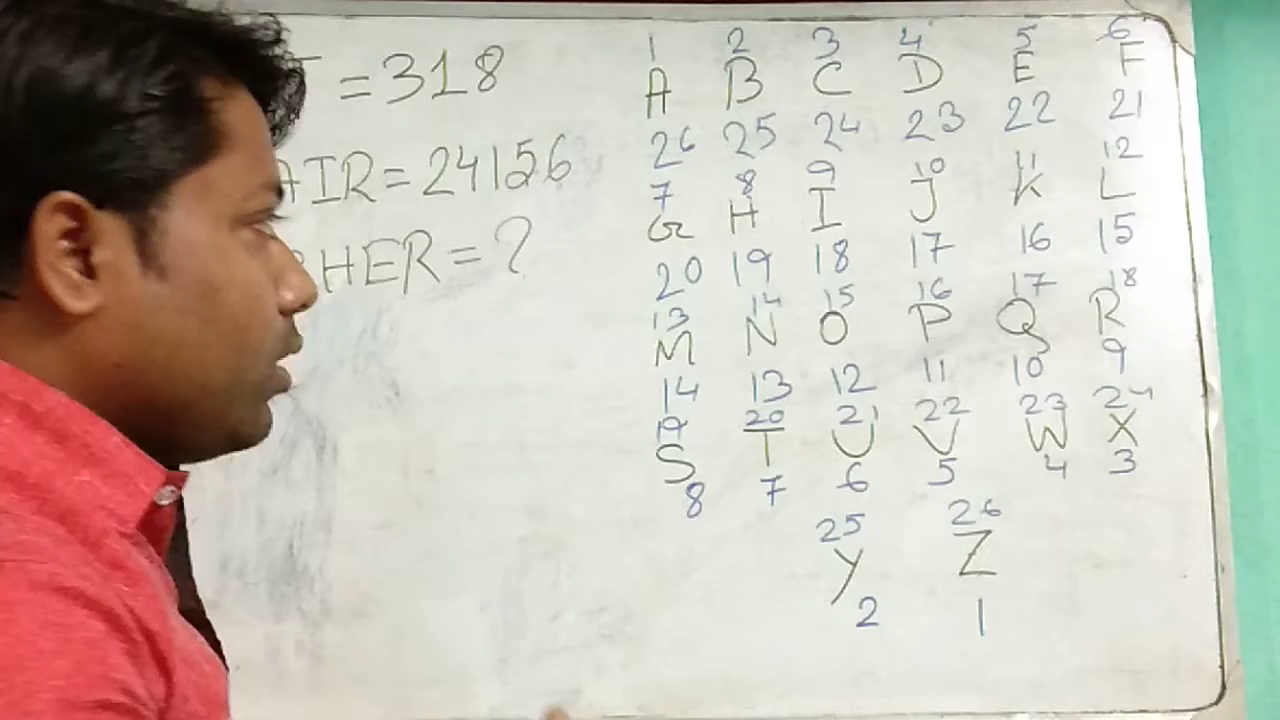 = 318
AIR = 24156
HER = ?
1 2 3 4 5 6
A B C D E F
26 25 24 23 22 21
7 8 9 10 11 12
G H I J K L
20 19 18 17 16 15
13 14 15 16 17 18
M N O P Q R
14 13 12 11 10 9
19 20 21 22 23 24
S T U V W X
8 7 6 5 4 3
25 26
Y Z
2 1